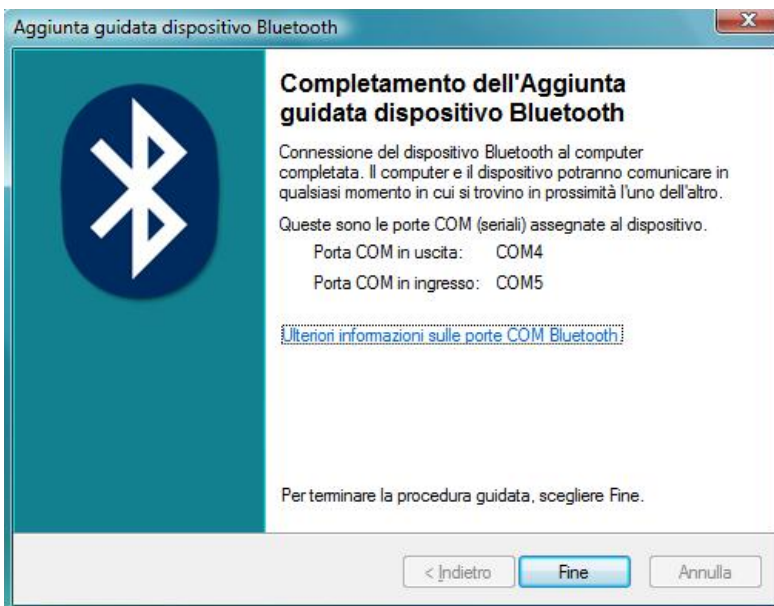 Aggiunta guidata dispositivo Bluetooth
Completamento dell'Aggiunta
guidata dispositivo Bluetooth
Connessione del dispositivo Bluetooth al computer
completata. Il computer e il dispositivo potranno comunicare in
qualsiasi momento in cui si trovino in prossimità l'uno dell'altro.
Queste sono le porte COM (seriali) assegnate al dispositivo.
Porta COM in uscita: COM4
Porta COM in ingresso: COM5
Ulteriori informazioni sulle porte COM Bluetooth
Per terminare la procedura guidata, scegliere Fine.
< Indietro Fine Annulla